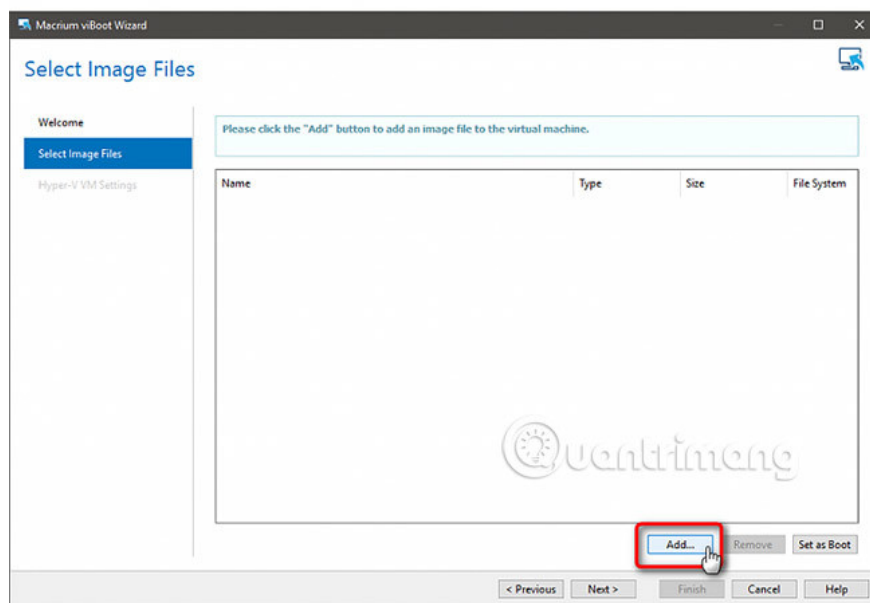 Macrium viBoot Wizard
Select Image Files
Welcome
Select Image Files
Hyper-V VM Settings
Please click the "Add" button to add an image file to the virtual machine.
Name Type Size File System
Quantrimang
Add... Remove Set as Boot
< Previous Next > Finish Cancel Help